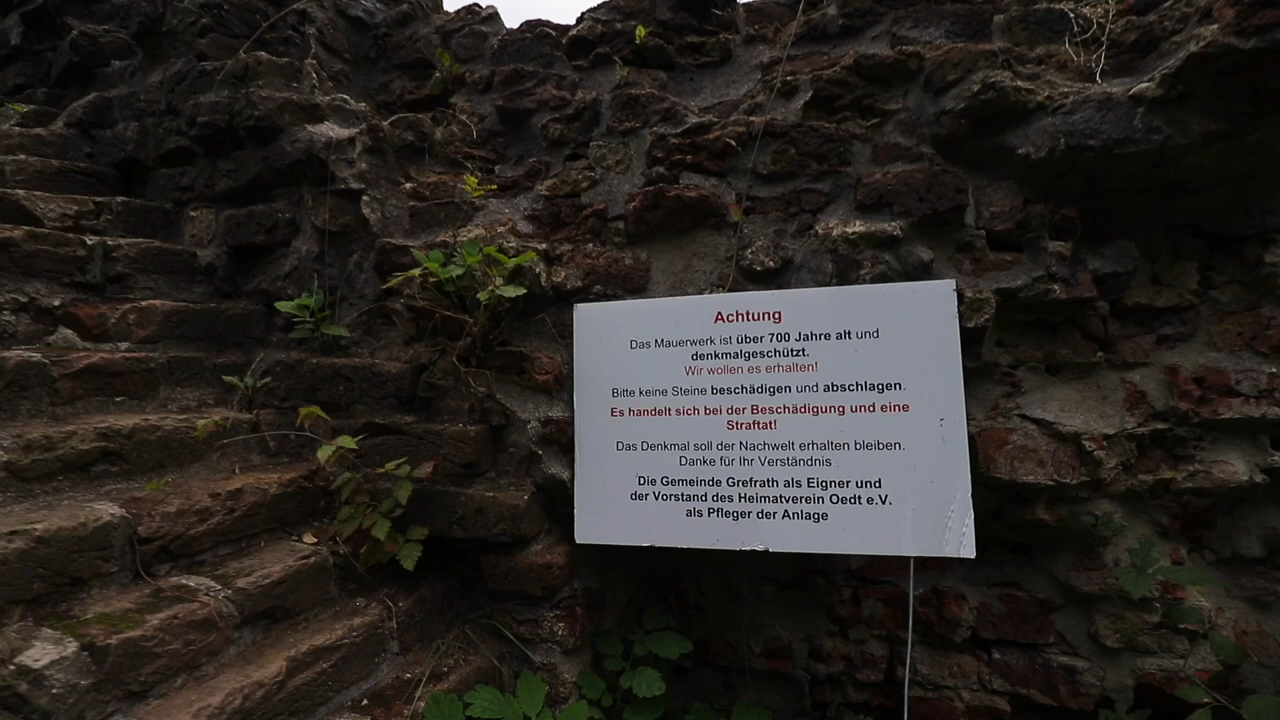 Achtung
Das Mauerwerk ist über 700 Jahre alt und
denkmalgeschützt.
Wir wollen es erhalten!
Bitte keine Steine beschädigen und abschlagen.
Es handelt sich bei der Beschädigung und eine
Straftat!
Das Denkmal soll der Nachwelt erhalten bleiben.
Danke für Ihr Verständnis
Die Gemeinde Grefrath als Eigner und
der Vorstand des Heimatverein Oedt e.V.
als Pfleger der Anlage